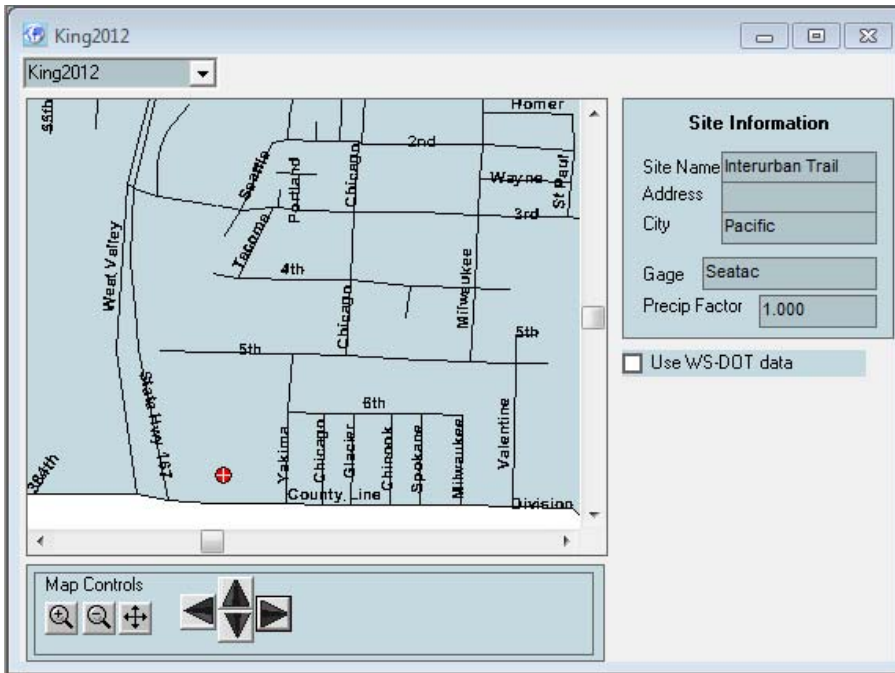 King2012
King2012
55th
Homer
2nd
Seattle
Portland
Chicago
Wayne
St Paul
3rd
Tacoma
West Valley
4th
Chicago
Milwaukee
5th
5th
State Hwy 167
6th
384th
Yakima
Chicago
Glacier
Chinook
Spokane
Milwaukee
Valentine
County Line
Division
Site Information
Site Name Interurban Trail
Address
City Pacific
Gage Seatac
Precip Factor 1.000
Use WS-DOT data
Map Controls